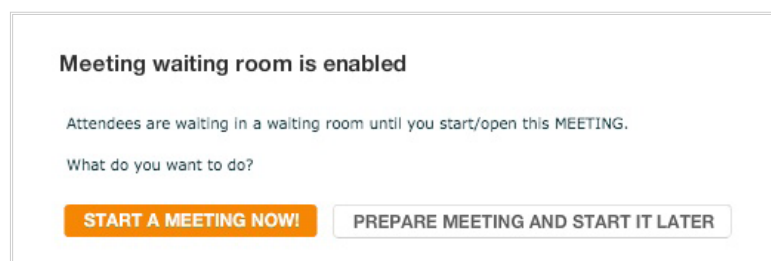 Meeting waiting room is enabled
Attendees are waiting in a waiting room until you start/open this MEETING.
What do you want to do?
START A MEETING NOW!
PREPARE MEETING AND START IT LATER